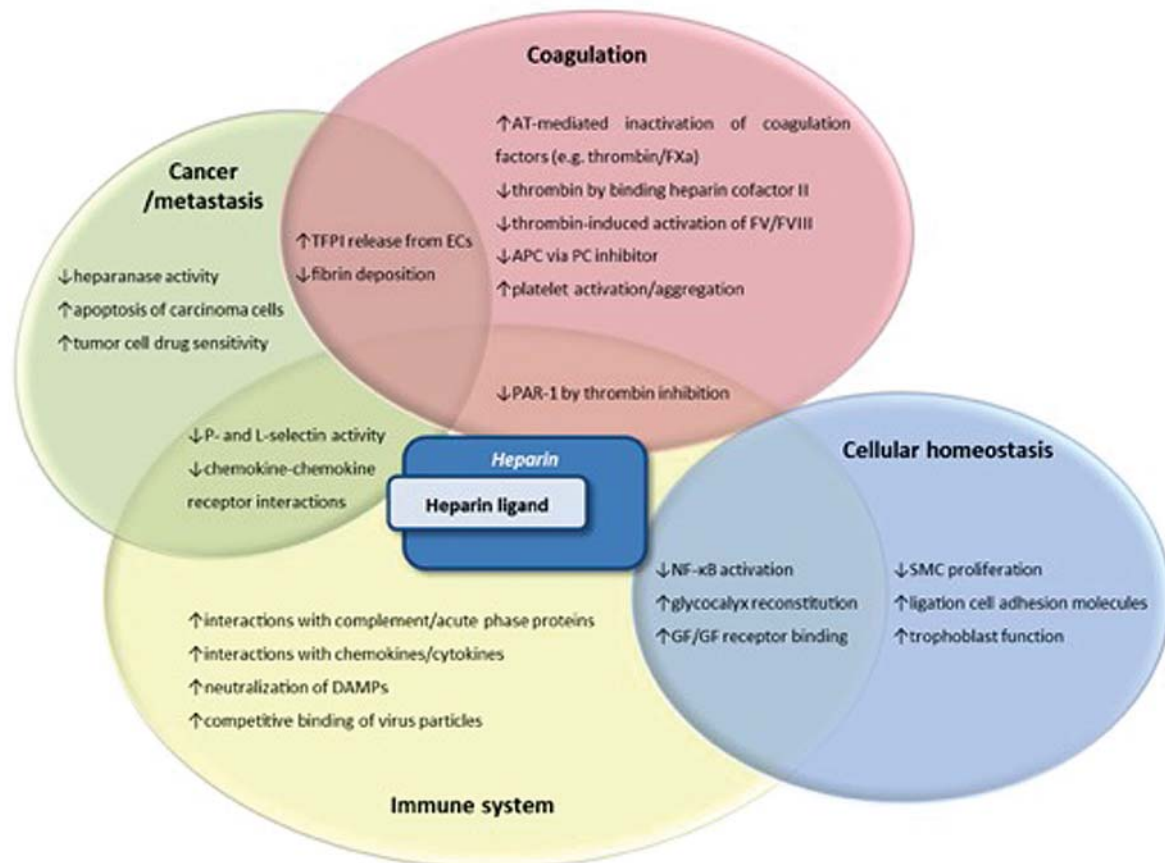 Coagulation
↑AT-mediated inactivation of coagulation
factors (e.g. thrombin/FXa)
↓thrombin by binding heparin cofactor II
↓thrombin-induced activation of FV/FVIII
↓APC via PC inhibitor
↑platelet activation/aggregation
Cancer
/metastasis
↑TFPI release from ECs
↓fibrin deposition
↓heparanase activity
↑apoptosis of carcinoma cells
↑tumor cell drug sensitivity
↓PAR-1 by thrombin inhibition
↓P- and L-selectin activity
↓chemokine-chemokine
receptor interactions
Heparin
Heparin ligand
Cellular homeostasis
↓NF-κB activation
↑glycocalyx reconstitution
↑GF/GF receptor binding
↓SMC proliferation
↑ligation cell adhesion molecules
↑trophoblast function
↑interactions with complement/acute phase proteins
↑interactions with chemokines/cytokines
↑neutralization of DAMPs
↑competitive binding of virus particles
Immune system